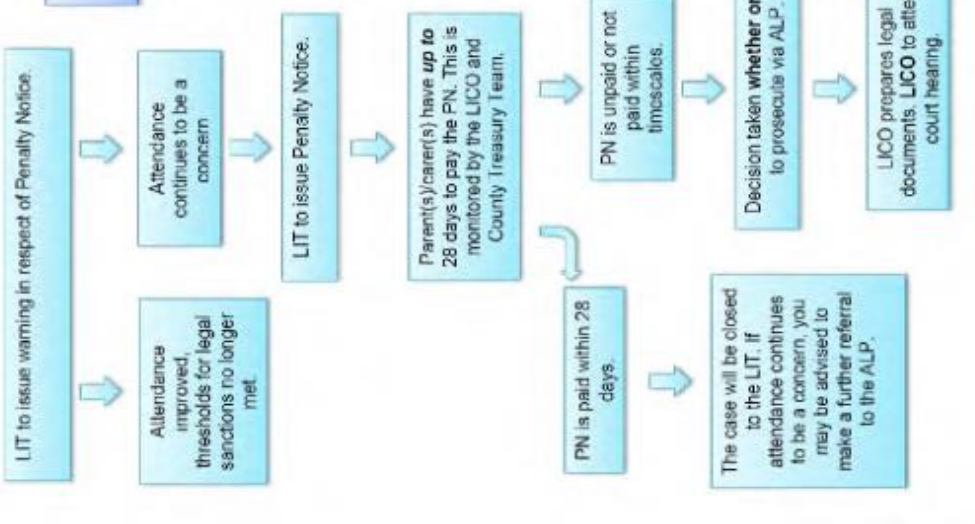 LIT to issue warning in respect of Penalty Notice.
Attendance
improved,
thresholds for legal
sanctions no longer
met.
Attendance
continues to be a
concern
LIT to issue Penalty Notice.
Parent(s)/carer(s) have up to
28 days to pay the PN. This is
monitored by the LICO and
County Treasury Team.
PN is paid within 28
days.
PN is unpaid or not
paid within
timescales.
The case will be closed
to the LIT. If
attendance continues
to be a concern, you
may be advised to
make a further referral
to the ALP.
Decision taken whether or
to prosecute via ALP.
LICO prepares legal
documents. LICO to atte
court hearing.